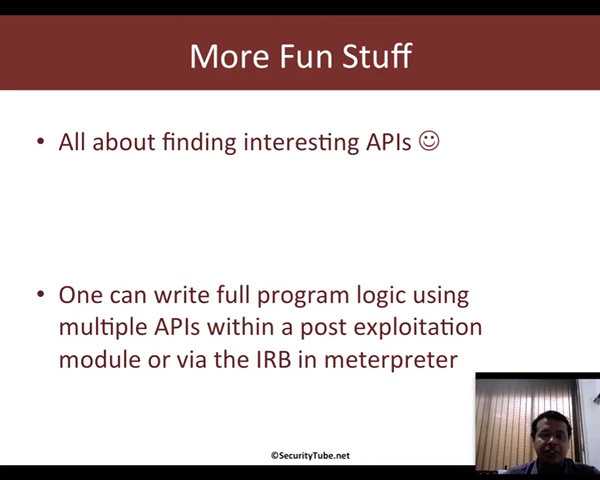 More Fun Stuff
• All about finding interesting APIs ☺
• One can write full program logic using
multiple APIs within a post exploitation
module or via the IRB in meterpreter
©SecurityTube.net